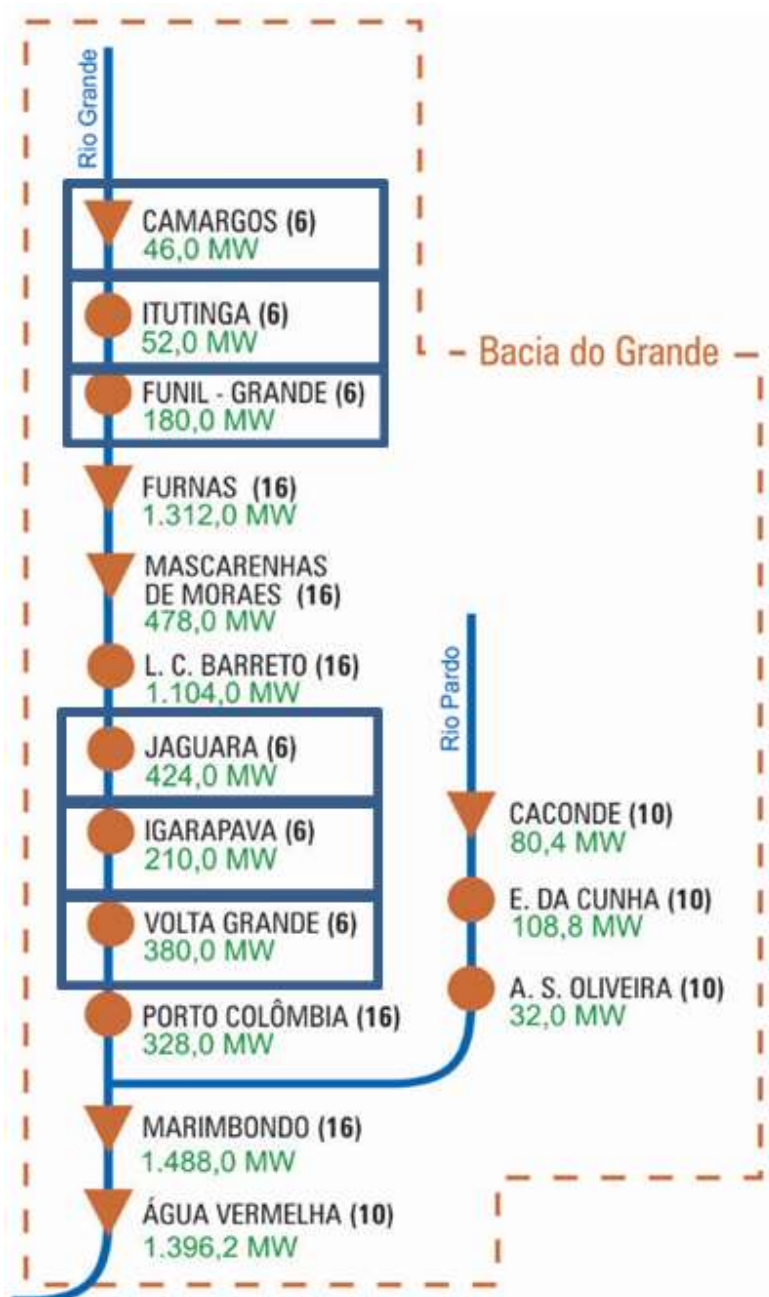 Rio Grande
CAMARGOS (6)
46,0 MW
ITUTINGA (6)
52,0 MW
Bacia do Grande
FUNIL - GRANDE (6)
180,0 MW
FURNAS (16)
1.312,0 MW
MASCARENHAS
DE MORAES (16)
478,0 MW
L. C. BARRETO (16)
1.104,0 MW
JAGUARA (6)
424,0 MW
IGARAPAVA (6)
210,0 MW
VOLTA GRANDE (6)
380,0 MW
PORTO COLÔMBIA (16)
328,0 MW
Rio Pardo
CACONDE (10)
80,4 MW
E. DA CUNHA (10)
108,8 MW
A. S. OLIVEIRA (10)
32,0 MW
MARIMBONDO (16)
1.488,0 MW
ÁGUA VERMELHA (10)
1.396,2 MW